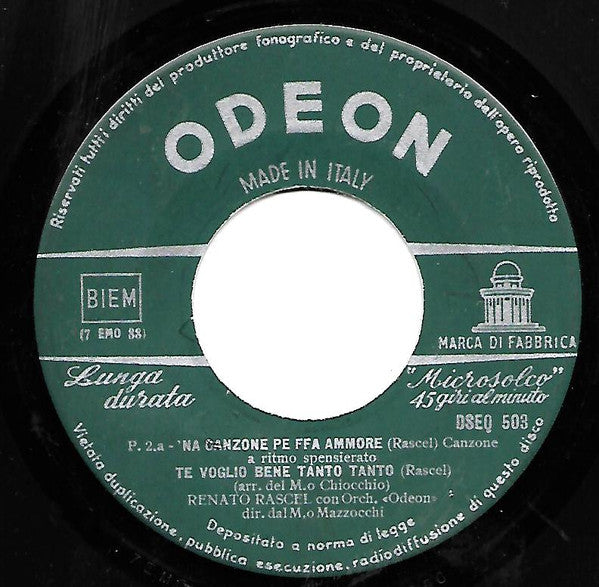 Riservati tutti i diritti del produttore fonografico e del proprietario dell'opera riprodotta
ODEON
MADE IN ITALY
BIEM
(7 EMO 88)
MARCA DI FABBRICA
Lunga
durata
"Microsolco"
45 giri al minuto
DSEQ 503
P. 2.a - 'NA CANZONE PE FFA AMMORE (Rascel) Canzone
a ritmo spensierato
TE VOGLIO BENE TANTO TANTO (Rascel)
(arr. del M.o Chiocchio)
RENATO RASCEL con Orch. «Odeon»
dir. dal M.o Mazzocchi
Depositato a norma di legge
Vietata duplicazione, pubblica esecuzione, radiodiffusione di questo disco